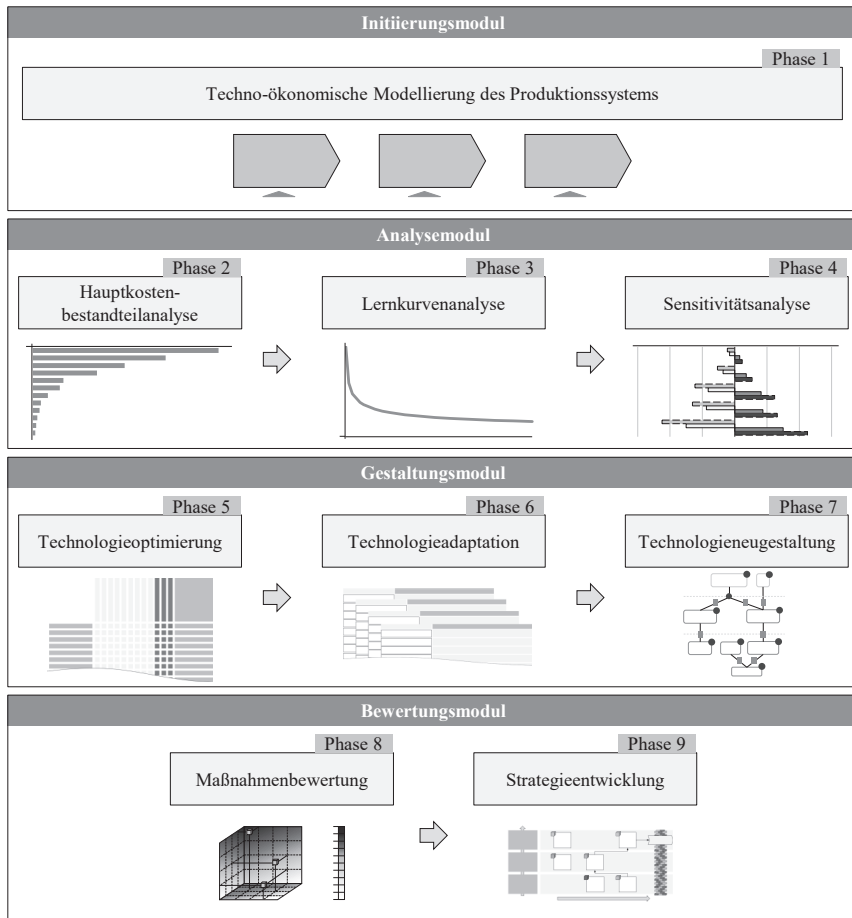 Initiierungsmodul
Phase 1
Techno-ökonomische Modellierung des Produktionssystems
Analysemodul
Phase 2
Hauptkosten-
bestandteilanalyse
Phase 3
Lernkurvenanalyse
Phase 4
Sensitivitätsanalyse
Gestaltungsmodul
Phase 5
Technologieoptimierung
Phase 6
Technologieadaptation
Phase 7
Technologieneugestaltung
Bewertungsmodul
Phase 8
Maßnahmenbewertung
Phase 9
Strategieentwicklung